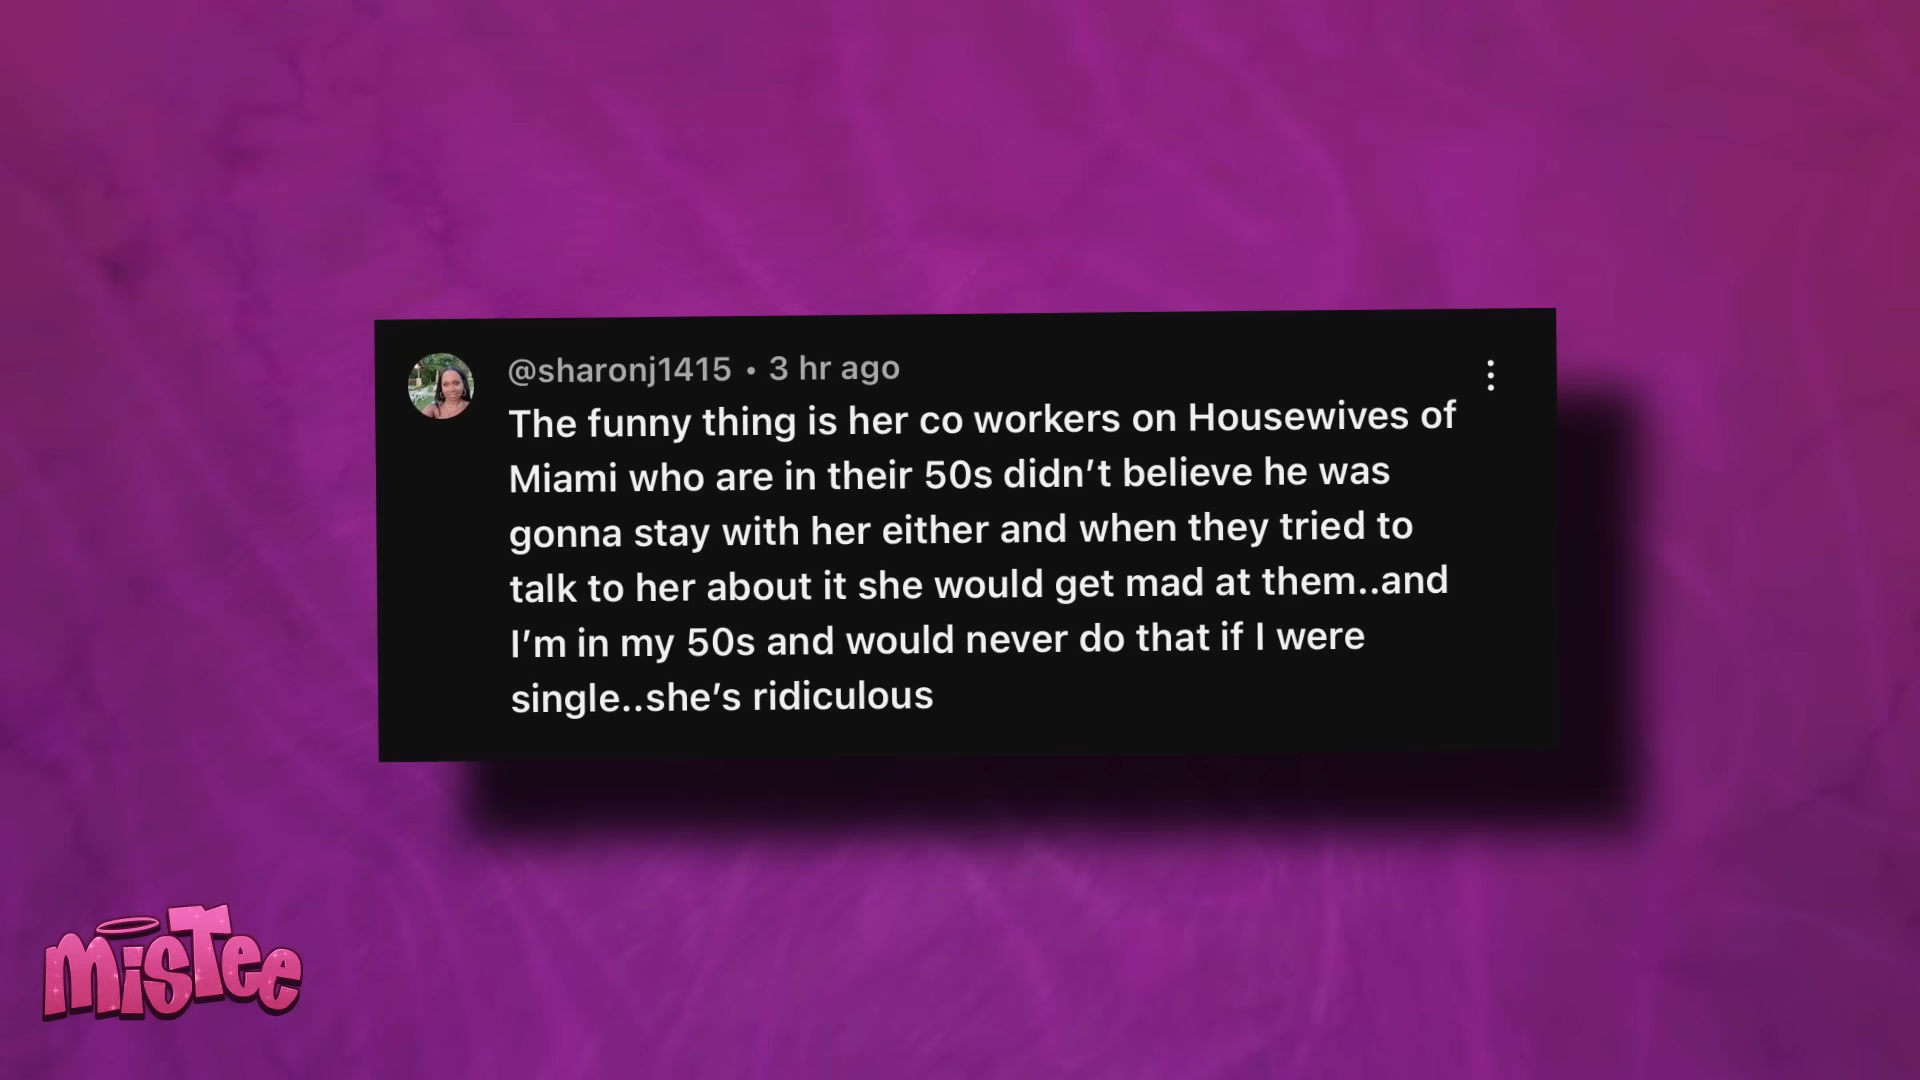 @sharonj1415 • 3 hr ago
The funny thing is her co workers on Housewives of
Miami who are in their 50s didn’t believe he was
gonna stay with her either and when they tried to
talk to her about it she would get mad at them..and
I’m in my 50s and would never do that if I were
single..she’s ridiculous
misTee